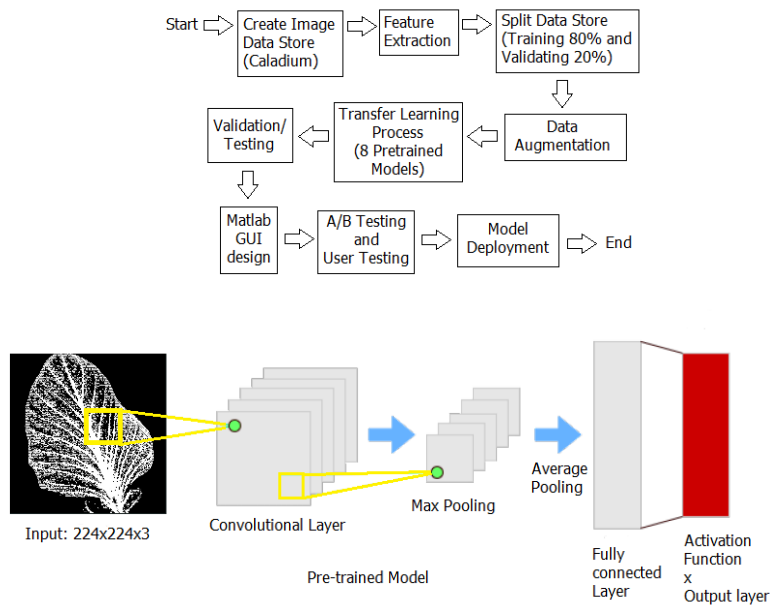 Start
Create Image
Data Store
(Caladium)
Feature
Extraction
Split Data Store
(Training 80% and
Validating 20%)
Data
Augmentation
Transfer Learning
Process
(8 Pretrained
Models)
Validation/
Testing
Matlab
GUI
design
A/B Testing
and
User Testing
Model
Deployment
End
Input: 224x224x3
Convolutional Layer
Max Pooling
Average
Pooling
Fully
connected
Layer
Activation
Function
x
Output layer
Pre-trained Model